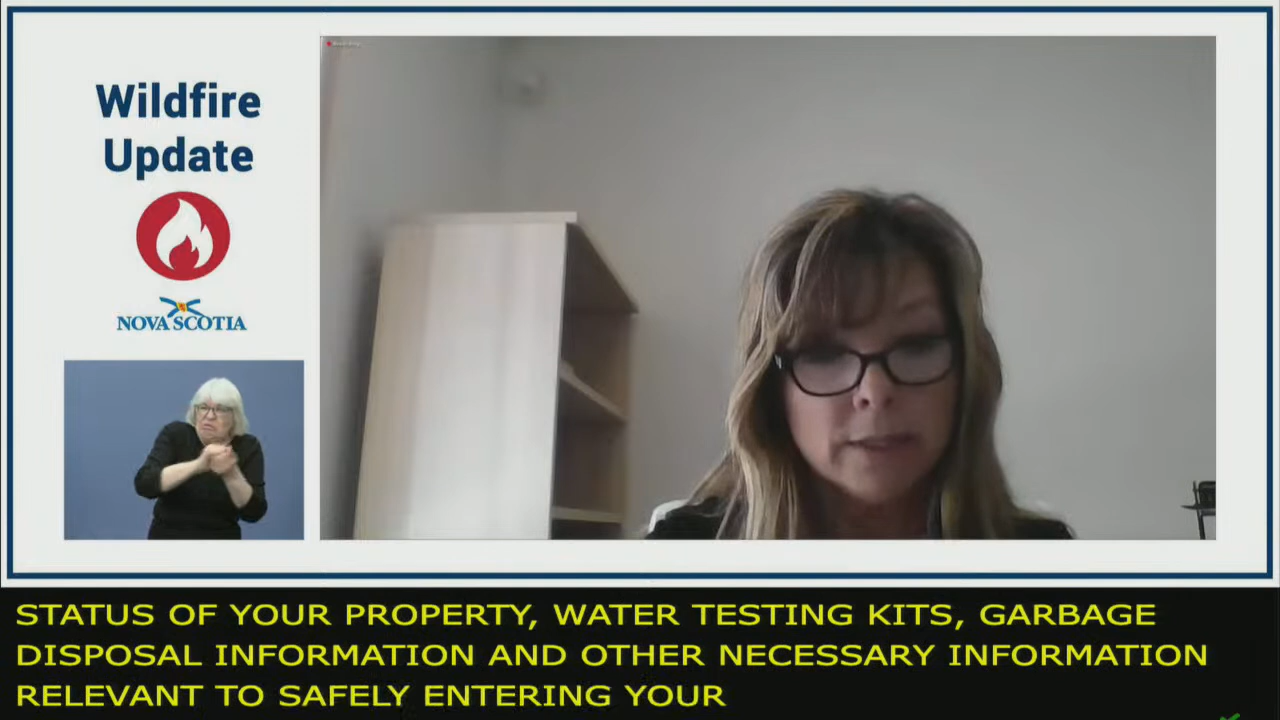 Wildfire
Update
NOVA SCOTIA
STATUS OF YOUR PROPERTY, WATER TESTING KITS, GARBAGE
DISPOSAL INFORMATION AND OTHER NECESSARY INFORMATION
RELEVANT TO SAFELY ENTERING YOUR